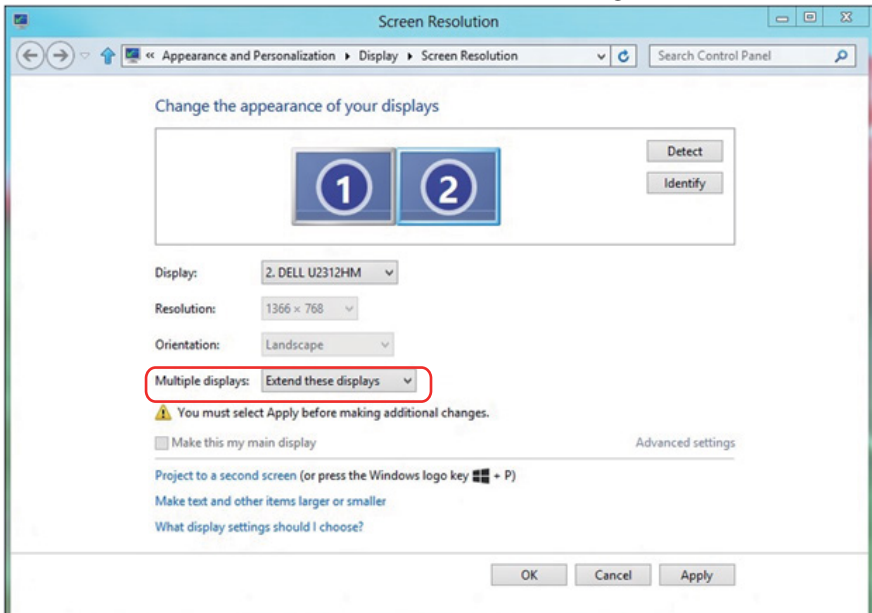 Screen Resolution
« Appearance and Personalization ▸ Display ▸ Screen Resolution
Search Control Panel
Change the appearance of your displays
1 2
Detect
Identify
Display: 2. DELL U2312HM
Resolution: 1366 × 768
Orientation: Landscape
Multiple displays: Extend these displays
You must select Apply before making additional changes.
Make this my main display Advanced settings
Project to a second screen (or press the Windows logo key + P)
Make text and other items larger or smaller
What display settings should I choose?
OK Cancel Apply